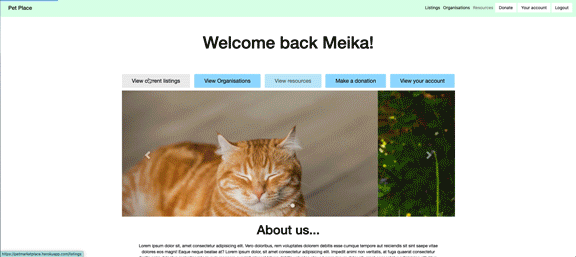 Pet Place
Listings Organisations Resources Donate Your account Logout
Welcome back Meika!
View current listings View Organisations View resources Make a donation View your account
About us...
Lorem ipsum dolor sit, amet consectetur adipisicing elit. Vero doloribus, rem voluptates dolorem debitis esse cumque tempore aut reiciendis sit sint saepe vitae
dolores eos magni! Eaque neque beatae at? Lorem ipsum dolor sit amet consectetur adipisicing elit. Impedit animi non veritatis, at fuga quaerat consectetur
https://petmarketplace.herokuapp.com/listings